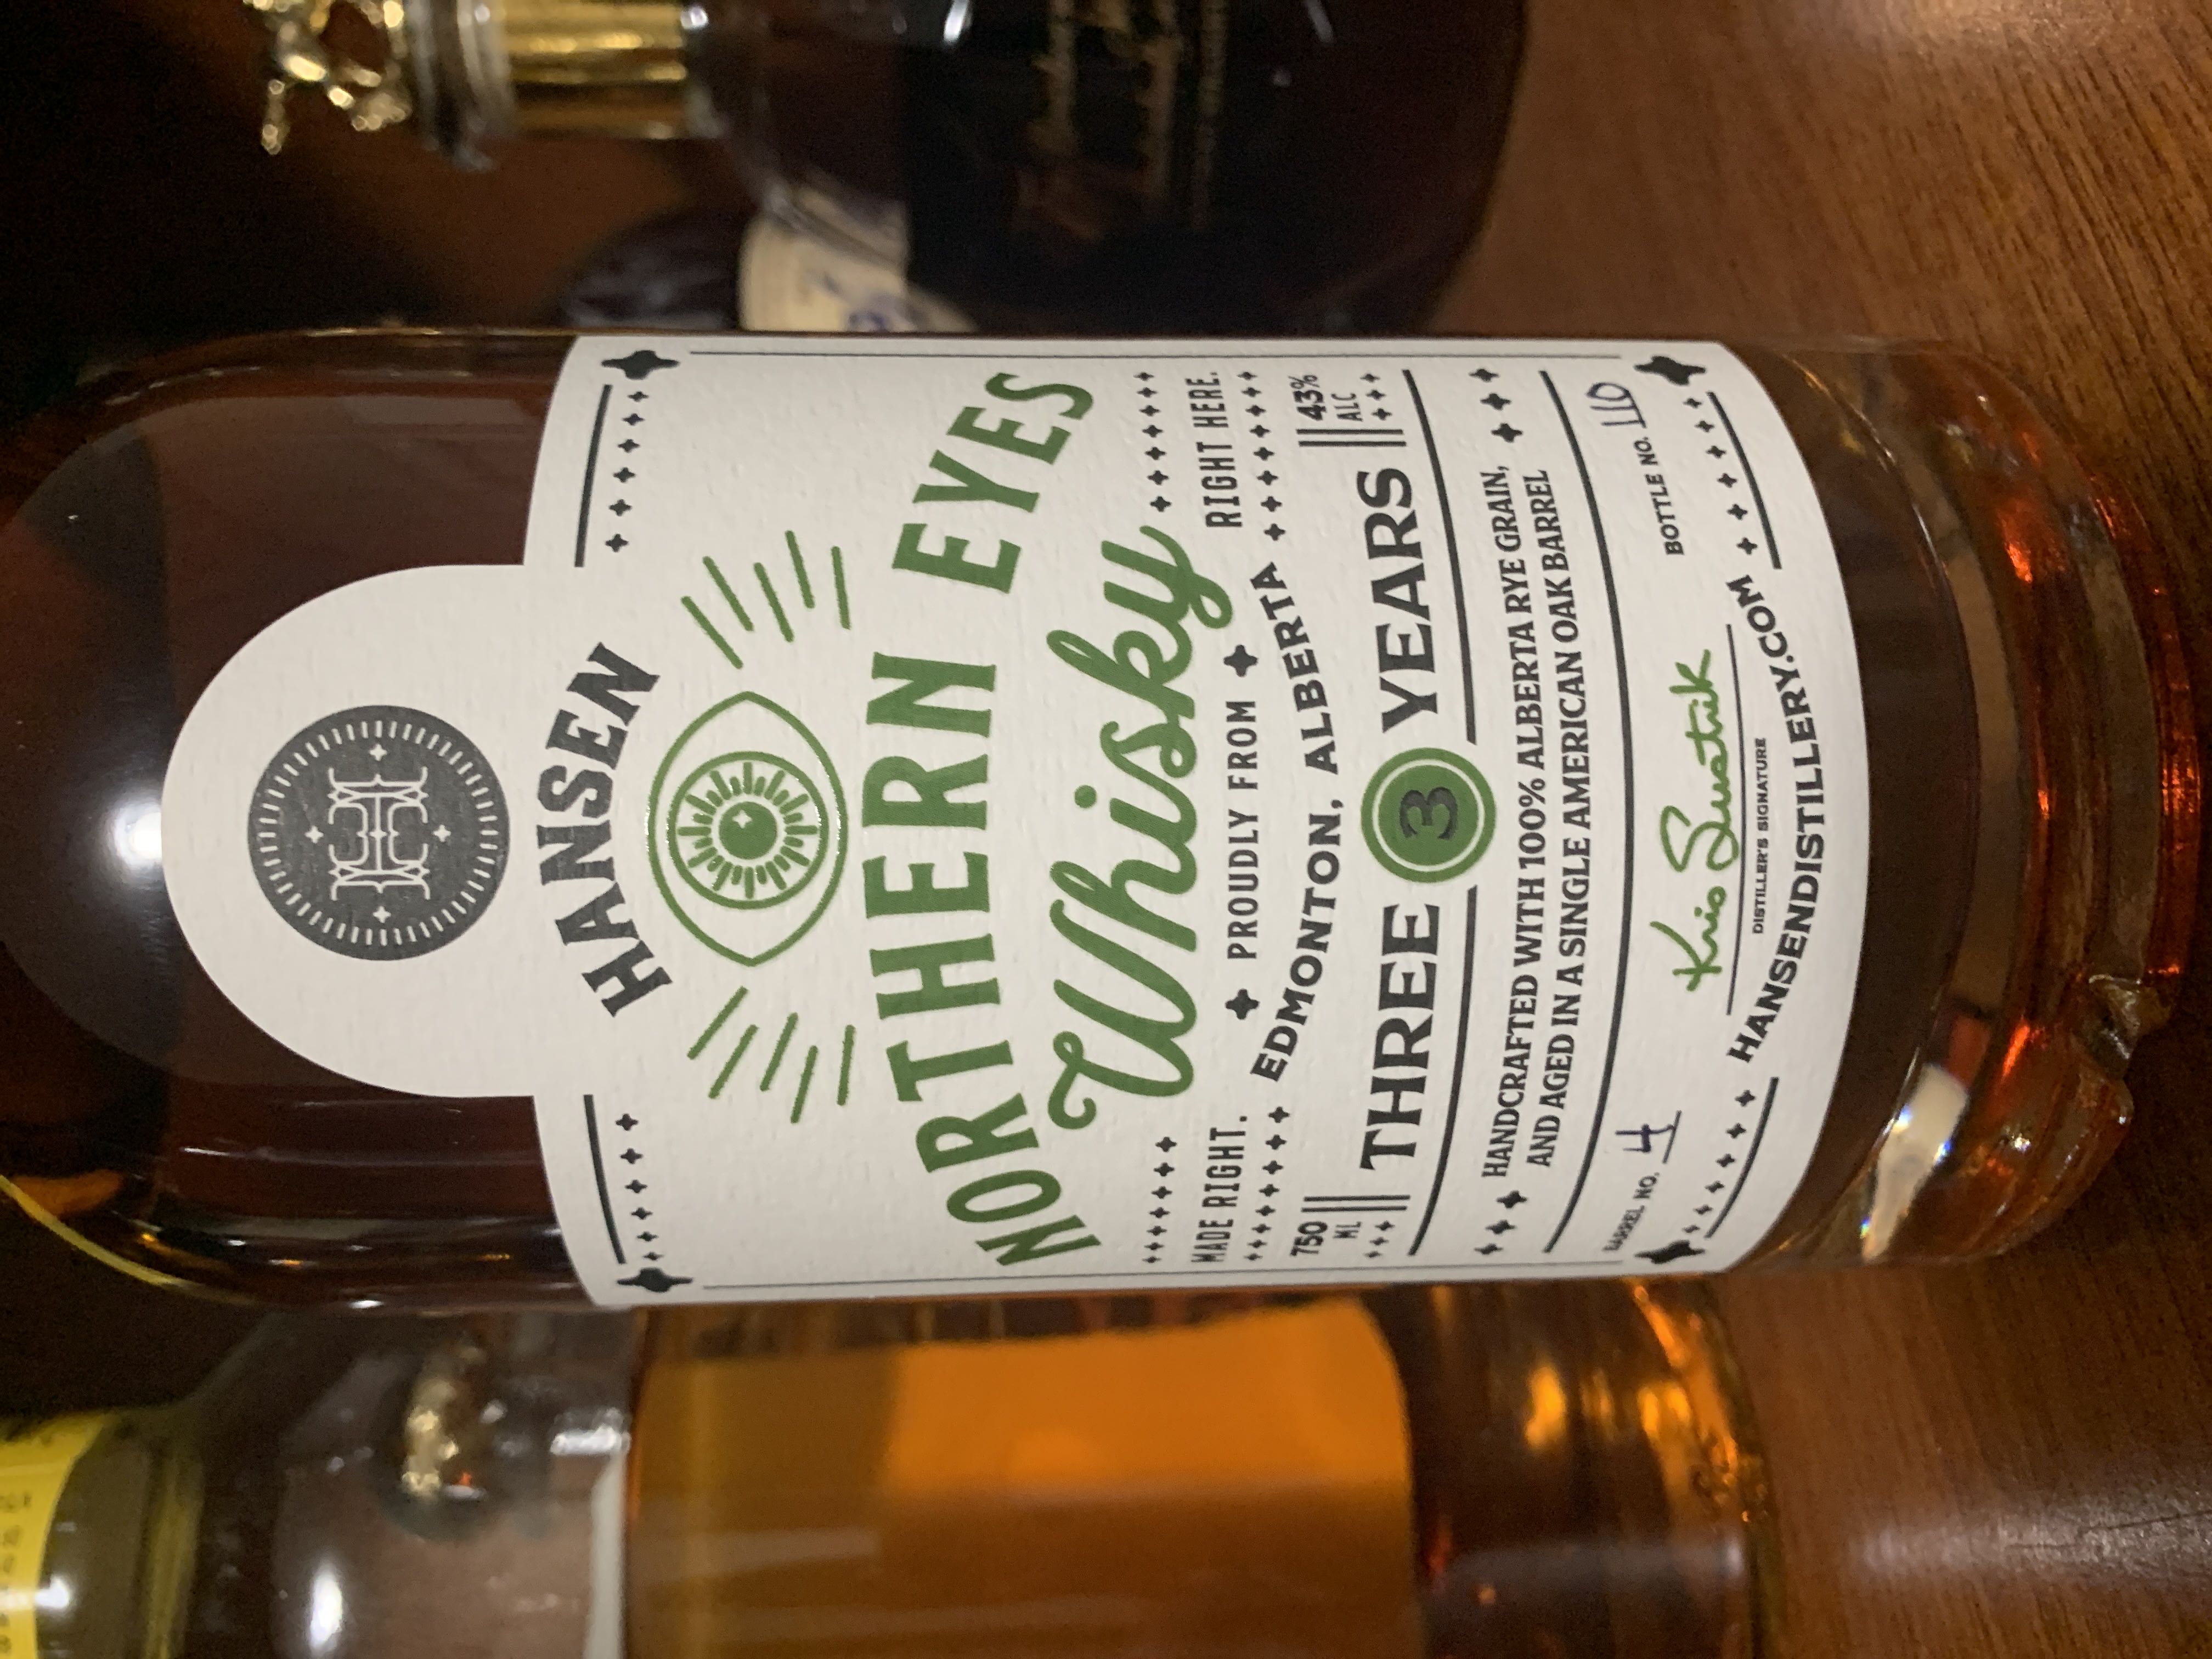 H
HANSEN
NORTHERN EYES
Whisky
MADE RIGHT. PROUDLY FROM RIGHT HERE.
EDMONTON, ALBERTA
750 ML THREE 3 YEARS 43% ALC
HANDCRAFTED WITH 100% ALBERTA RYE GRAIN,
AND AGED IN A SINGLE AMERICAN OAK BARREL
BARREL NO. 4 Kris Sustrik BOTTLE NO. 110
DISTILLER'S SIGNATURE
HANSENDISTILLERY.COM